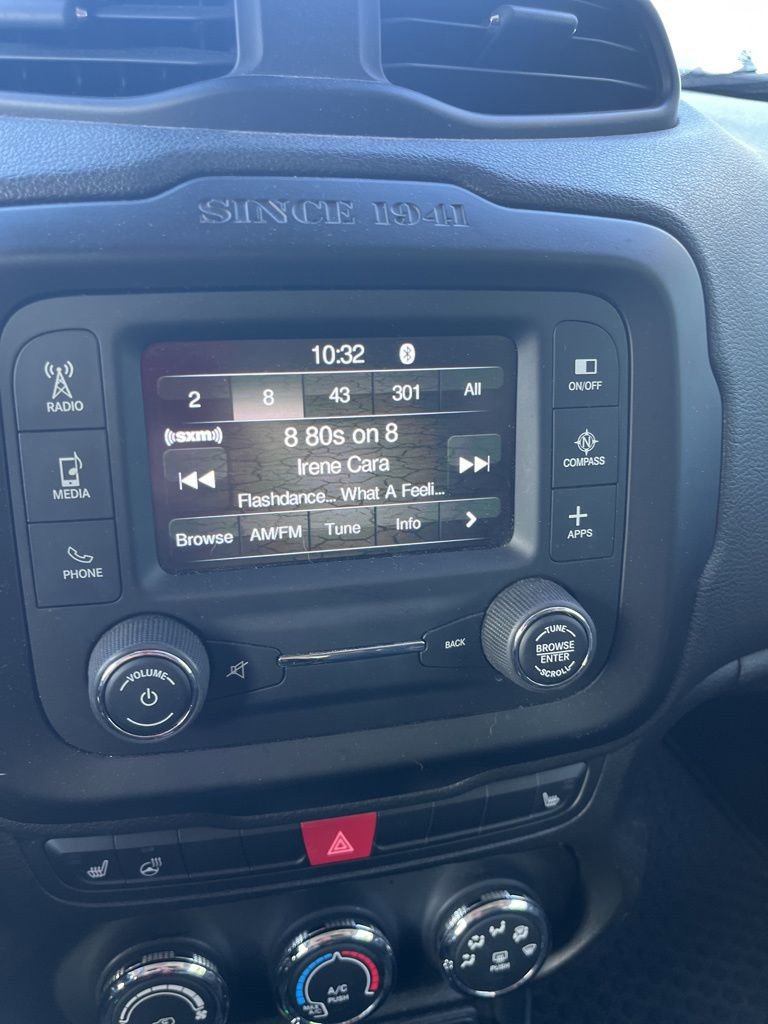 SINCE 1941
10:32
2 8 43 301 All
((sxm)) 8 80s on 8
Irene Cara
Flashdance... What A Feeli...
Browse AM/FM Tune Info
RADIO
MEDIA
PHONE
ON/OFF
N
COMPASS
APPS
VOLUME
BACK
TUNE
BROWSE
ENTER
SCROLL
MAX
A/C
A/C
PUSH
PUSH